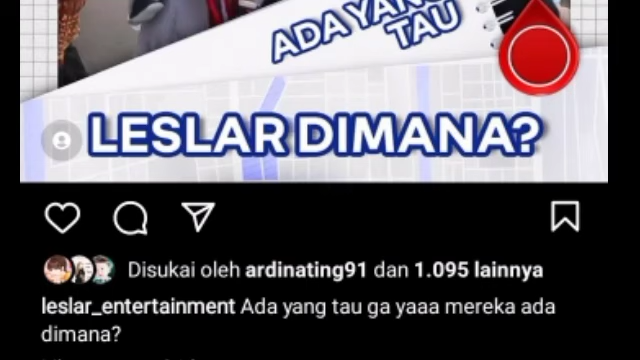 ADA YANG
TAU
LESLAR DIMANA?
Disukai oleh ardinating91 dan 1.095 lainnya
leslar_entertainment Ada yang tau ga yaaa mereka ada
dimana?